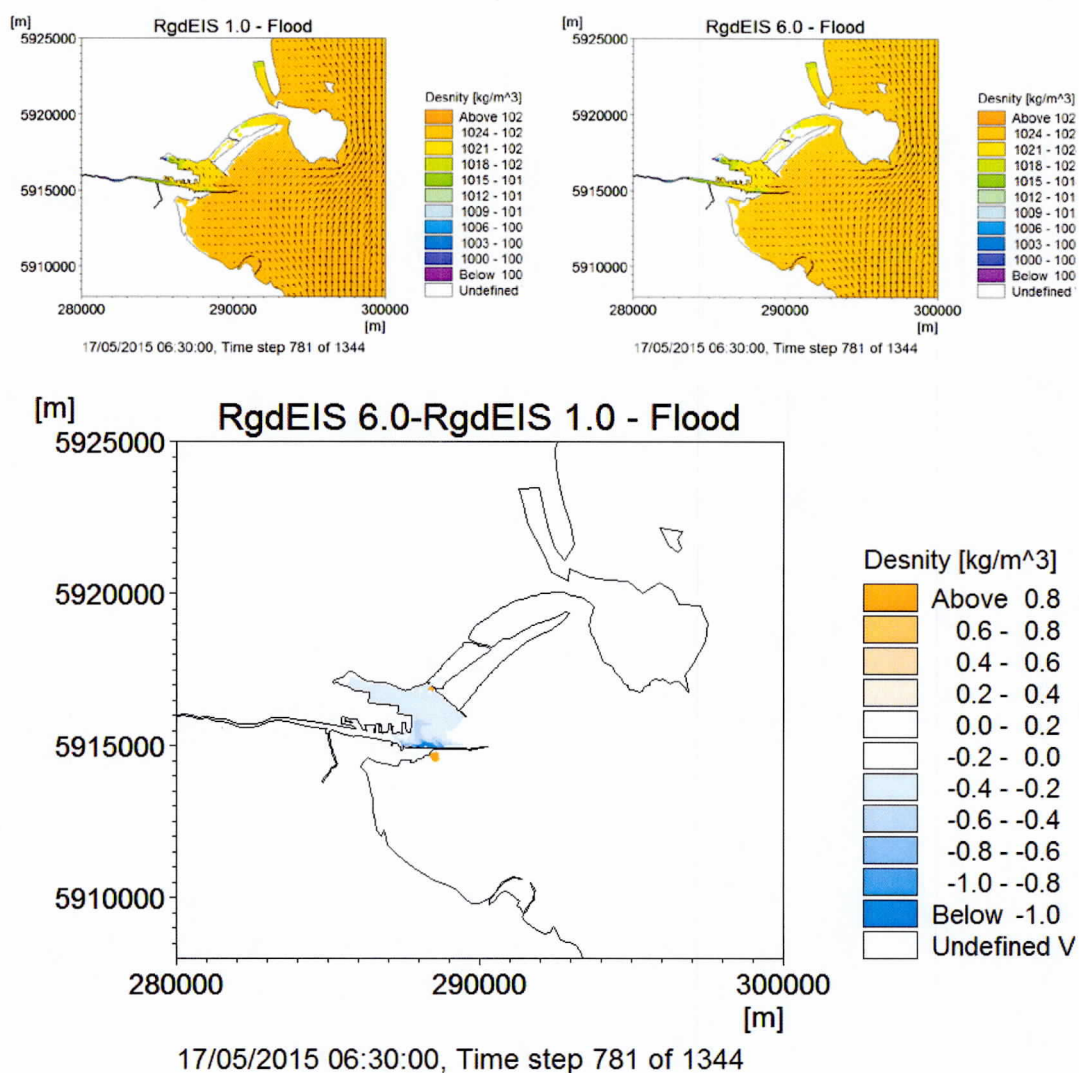 [m]
RgdEIS 1.0 - Flood
5925000
5920000
5915000
5910000
280000
290000
300000
[m]
17/05/2015 06:30:00, Time step 781 of 1344
Desnity [kg/m^3]
Above 102
1024 - 102
1021 - 102
1018 - 102
1015 - 101
1012 - 101
1009 - 101
1006 - 100
1003 - 100
1000 - 100
Below 100
Undefined
[m]
RgdEIS 6.0 - Flood
5925000
5920000
5915000
5910000
280000
290000
300000
[m]
17/05/2015 06:30:00, Time step 781 of 1344
Desnity [kg/m^3]
Above 102
1024 - 102
1021 - 102
1018 - 102
1015 - 101
1012 - 101
1009 - 101
1006 - 100
1003 - 100
1000 - 100
Below 100
Undefined
[m]
RgdEIS 6.0-RgdEIS 1.0 - Flood
5925000
5920000
5915000
5910000
280000
290000
300000
[m]
17/05/2015 06:30:00, Time step 781 of 1344
Desnity [kg/m^3]
Above 0.8
0.6 - 0.8
0.4 - 0.6
0.2 - 0.4
0.0 - 0.2
-0.2 - 0.0
-0.4 - -0.2
-0.6 - -0.4
-0.8 - -0.6
-1.0 - -0.8
Below -1.0
Undefined V